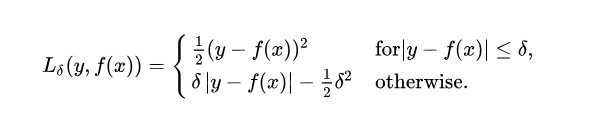 L_δ(y, f(x)) = { ½(y − f(x))² for|y − f(x)| ≤ δ,
δ|y − f(x)| − ½δ² otherwise.